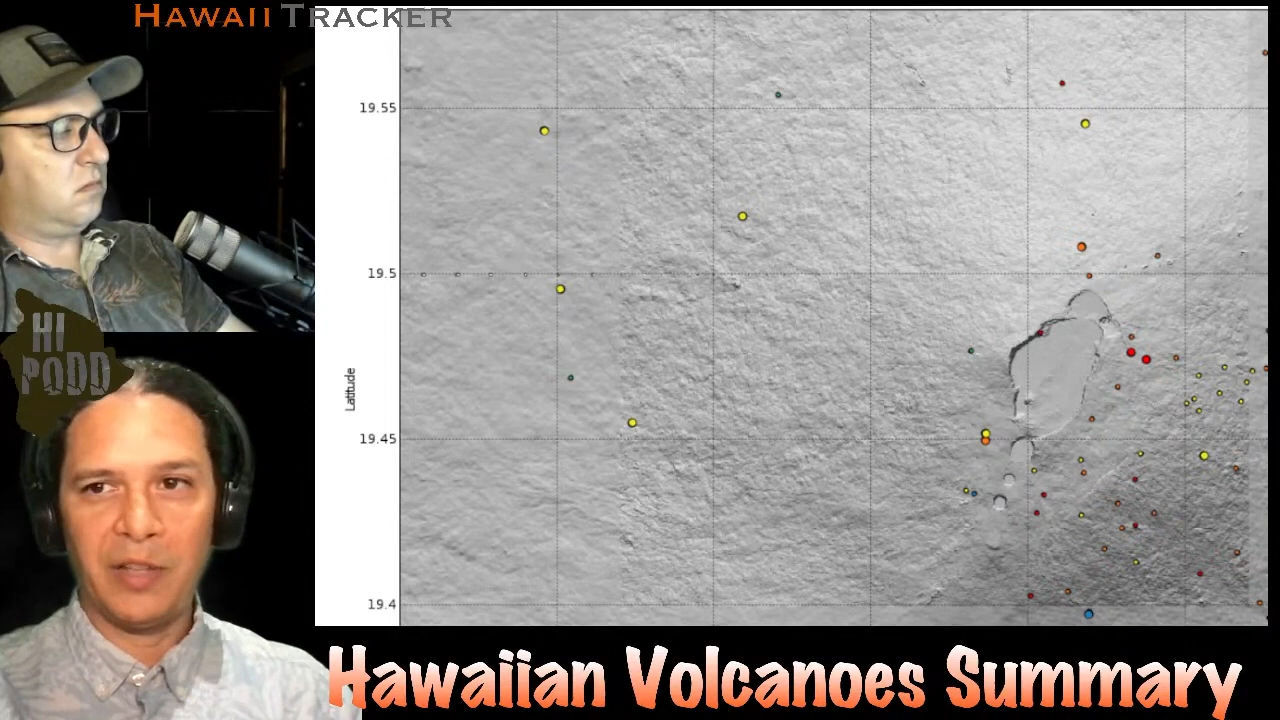 HAWAII TRACKER
19.55
19.5
HI
PODD
Latitude
19.45
19.4
Hawaiian Volcanoes Summary